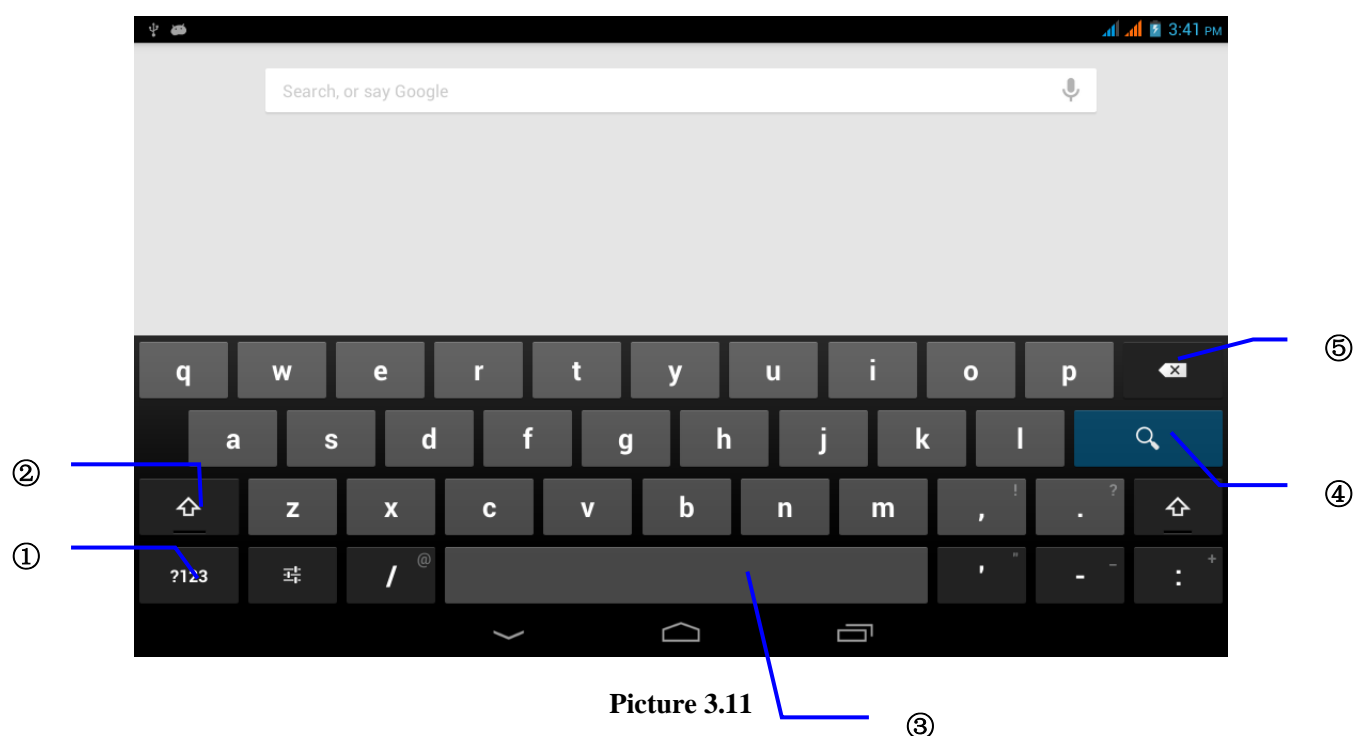 3:41 PM
Search, or say Google
q w e r t y u i o p
⑤
a s d f g h j k l
②
④
z x c v b n m , ! . ?
①
?123 / @ ' " - _ : +
Picture 3.11
③